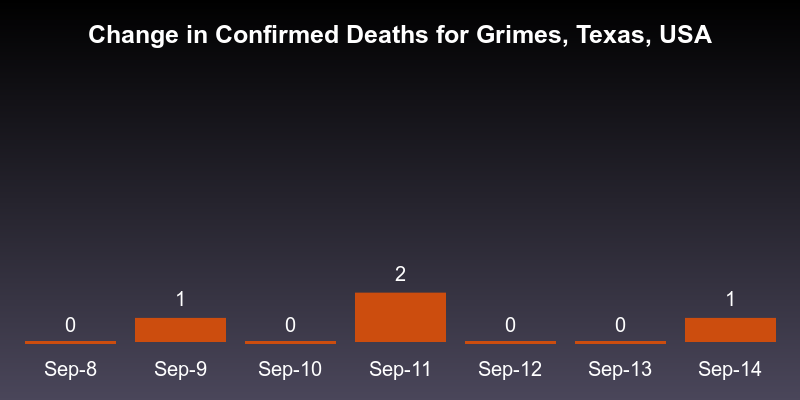 Change in Confirmed Deaths for Grimes, Texas, USA
2
1 1
0 0 0 0
Sep-8 Sep-9 Sep-10 Sep-11 Sep-12 Sep-13 Sep-14